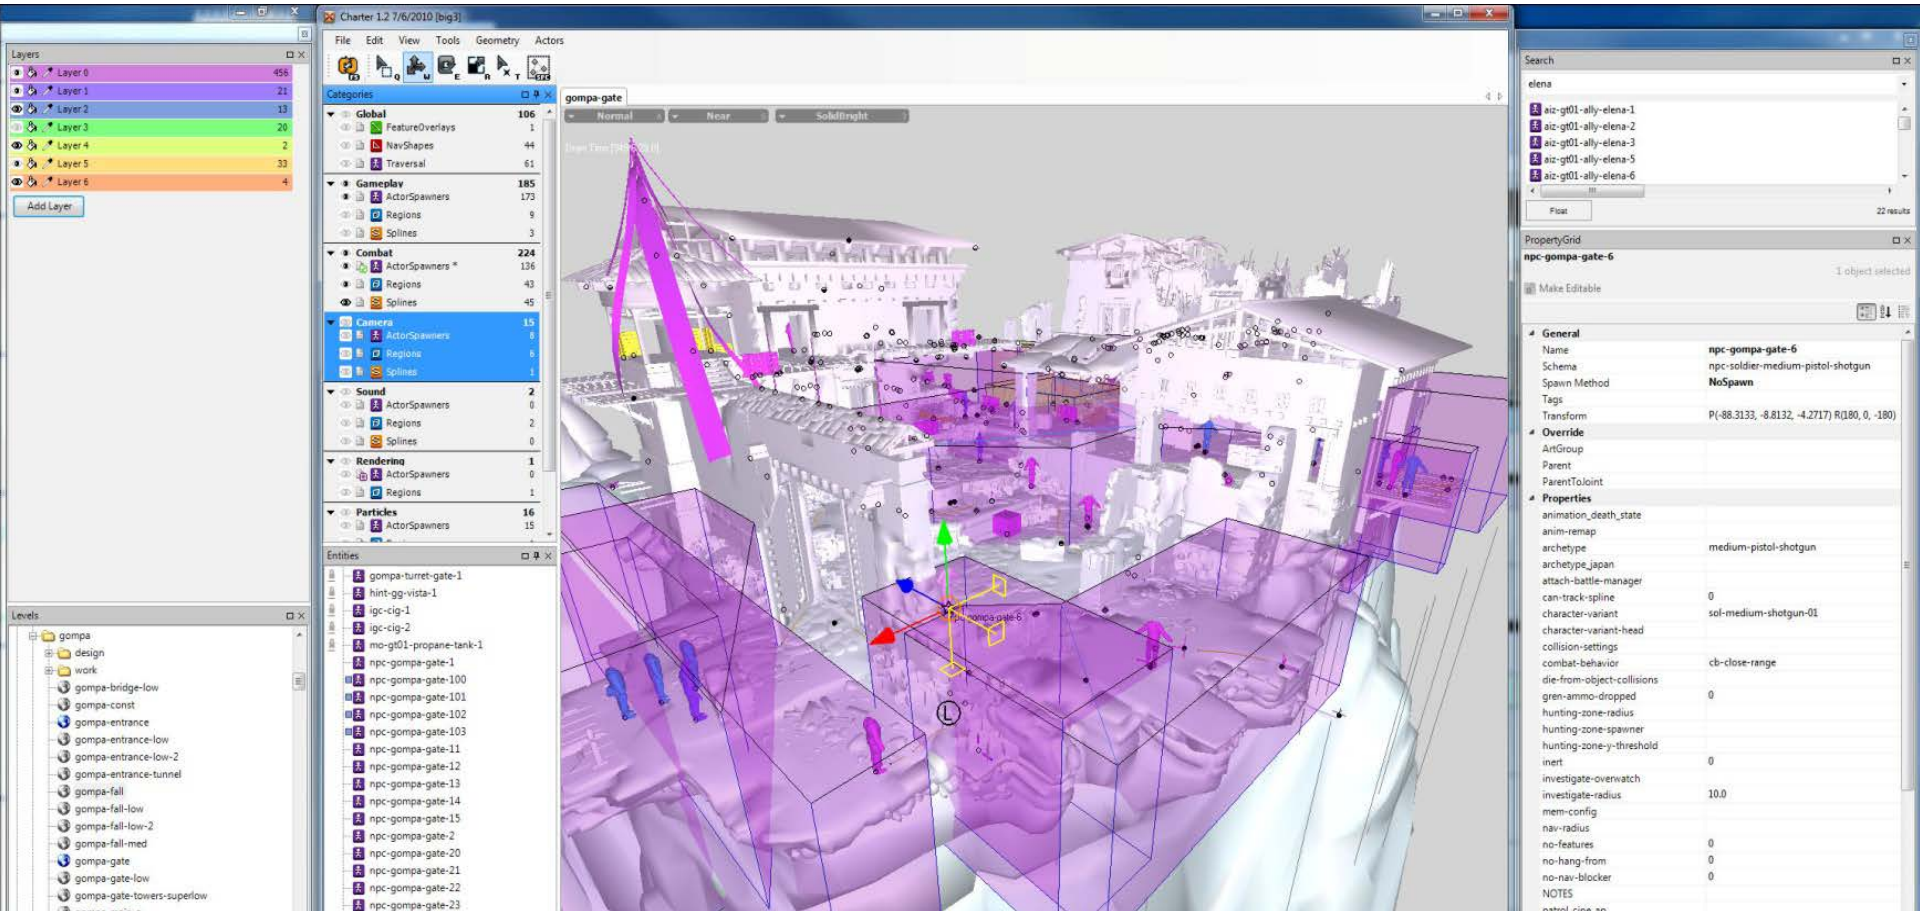 Layers
Layer 0 456
Layer 1 21
Layer 2 13
Layer 3 20
Layer 4 2
Layer 5 33
Layer 6 4
Add Layer
Levels
gompa
design
work
gompa-bridge-low
gompa-const
gompa-entrance
gompa-entrance-low
gompa-entrance-low-2
gompa-entrance-tunnel
gompa-fall
gompa-fall-low
gompa-fall-low-2
gompa-fall-med
gompa-gate
gompa-gate-low
gompa-gate-towers-superlow
Charter 1.2 7/6/2010 [big3]
File Edit View Tools Geometry Actors
Q W E R T
Categories
Global 106
FeatureOverlays 1
NavShapes 44
Traversal 61
Gameplay 185
ActorSpawners 173
Regions 9
Splines 3
Combat 224
ActorSpawners * 136
Regions 43
Splines 45
Camera 15
ActorSpawners 8
Regions 6
Splines 1
Sound 2
ActorSpawners 0
Regions 2
Splines 0
Rendering 1
ActorSpawners 0
Regions 1
Particles 16
ActorSpawners 15
Entities
gompa-turret-gate-1
hint-gg-vista-1
igc-cig-1
igc-cig-2
mo-gt01-propane-tank-1
npc-gompa-gate-1
npc-gompa-gate-100
npc-gompa-gate-101
npc-gompa-gate-102
npc-gompa-gate-103
npc-gompa-gate-11
npc-gompa-gate-12
npc-gompa-gate-13
npc-gompa-gate-14
npc-gompa-gate-15
npc-gompa-gate-2
npc-gompa-gate-20
npc-gompa-gate-21
npc-gompa-gate-22
npc-gompa-gate-23
gompa-gate
Normal Near SolidBright
npc-gompa-gate-6
L
Search
elena
aiz-gt01-ally-elena-1
aiz-gt01-ally-elena-2
aiz-gt01-ally-elena-3
aiz-gt01-ally-elena-5
aiz-gt01-ally-elena-6
Float 22 results
PropertyGrid
npc-gompa-gate-6
1 object selected
Make Editable
General
Name npc-gompa-gate-6
Schema npc-soldier-medium-pistol-shotgun
Spawn Method NoSpawn
Tags
Transform P(-88.3133, -8.8132, -4.2717) R(180, 0, -180)
Override
ArtGroup
Parent
ParentToJoint
Properties
animation_death_state
anim-remap
archetype medium-pistol-shotgun
archetype_japan
attach-battle-manager
can-track-spline 0
character-variant sol-medium-shotgun-01
character-variant-head
collision-settings
combat-behavior cb-close-range
die-from-object-collisions
gren-ammo-dropped 0
hunting-zone-radius
hunting-zone-spawner
hunting-zone-y-threshold
inert 0
investigate-overwatch
investigate-radius 10.0
mem-config
nav-radius
no-features 0
no-hang-from 0
no-nav-blocker 0
NOTES